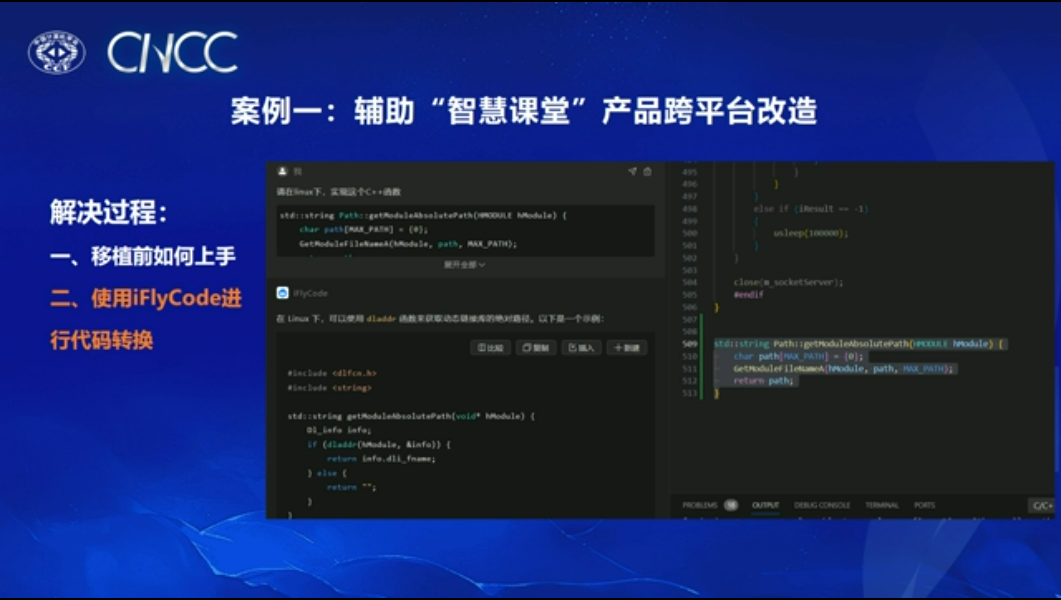 CCF
CNCC
案例一：辅助“智慧课堂”产品跨平台改造
解决过程：
一、移植前如何上手
二、使用iFlyCode进
行代码转换
我
请在linux下，实现这个C++函数
std::string Path::getModuleAbsolutePath(HMODULE hModule) {
char path[MAX_PATH] = {0};
GetModuleFileNameA(hModule, path, MAX_PATH);
展开全部
iFlyCode
在 Linux 下，可以使用 dladdr 函数来获取动态链接库的绝对路径。以下是一个示例：
比较 复制 插入 新建
#include <dlfcn.h>
#include <string>
std::string getModuleAbsolutePath(void* hModule) {
Dl_info info;
if (dladdr(hModule, &info)) {
return info.dli_fname;
} else {
return "";
}
}
495 }
496 }
497 }
498 else if (iResult == -1)
499 {
500 usleep(100000);
501 }
502 }
503
504 close(m_socketServer);
505 #endif
506 }
507
508
509 std::string Path::getModuleAbsolutePath(HMODULE hModule) {
510 char path[MAX_PATH] = {0};
511 GetModuleFileNameA(hModule, path, MAX_PATH);
512 return path;
513 }
PROBLEMS OUTPUT DEBUG CONSOLE TERMINAL PORTS
C/C+